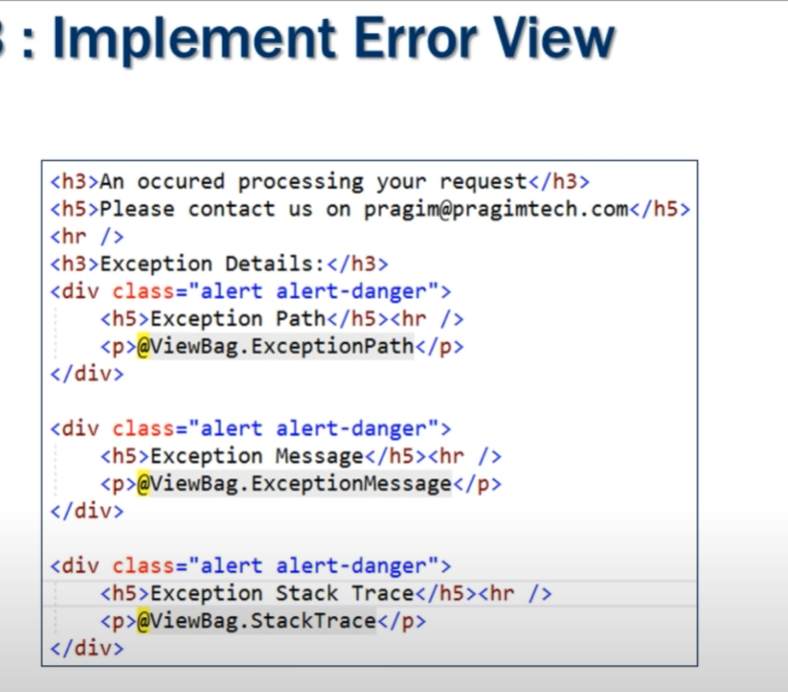 : Implement Error View
<h3>An occured processing your request</h3>
<h5>Please contact us on pragim@pragimtech.com</h5>
<hr />
<h3>Exception Details:</h3>
<div class="alert alert-danger">
    <h5>Exception Path</h5><hr />
    <p>@ViewBag.ExceptionPath</p>
</div>

<div class="alert alert-danger">
    <h5>Exception Message</h5><hr />
    <p>@ViewBag.ExceptionMessage</p>
</div>

<div class="alert alert-danger">
    <h5>Exception Stack Trace</h5><hr />
    <p>@ViewBag.StackTrace</p>
</div>